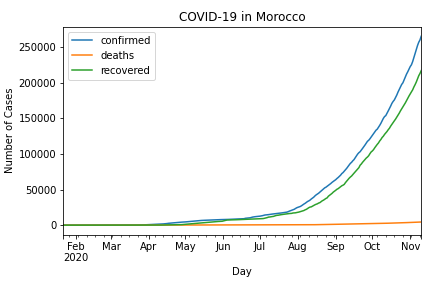 COVID-19 in Morocco
confirmed
deaths
recovered
Number of Cases
250000
200000
150000
100000
50000
0
Feb Mar Apr May Jun Jul Aug Sep Oct Nov
2020
Day